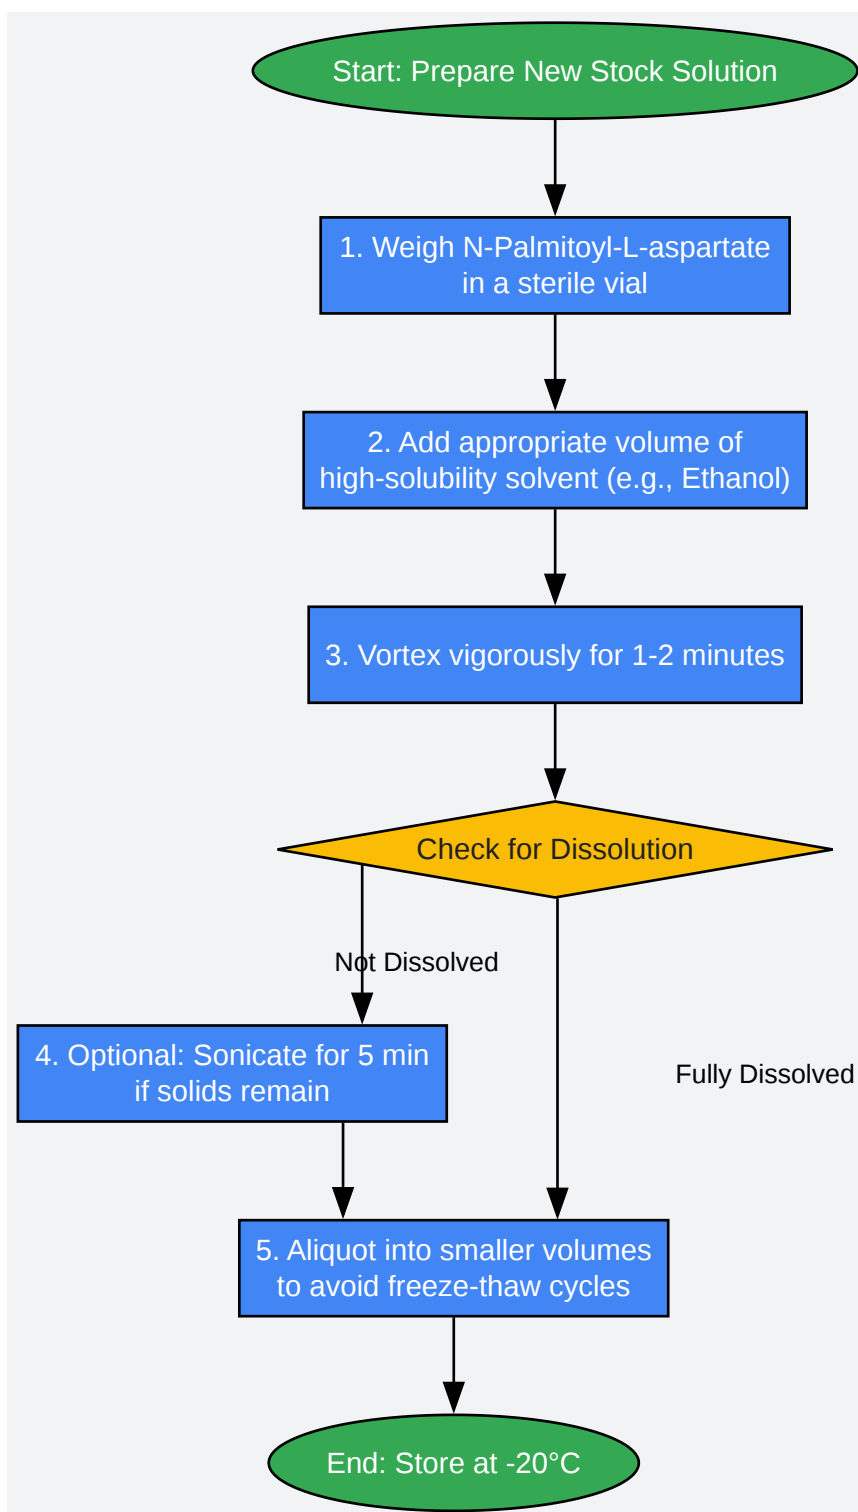 Start: Prepare New Stock Solution
1. Weigh N-Palmitoyl-L-aspartate
in a sterile vial
2. Add appropriate volume of
high-solubility solvent (e.g., Ethanol)
3. Vortex vigorously for 1-2 minutes
Check for Dissolution
Not Dissolved
4. Optional: Sonicate for 5 min
if solids remain
Fully Dissolved
5. Aliquot into smaller volumes
to avoid freeze-thaw cycles
End: Store at -20°C